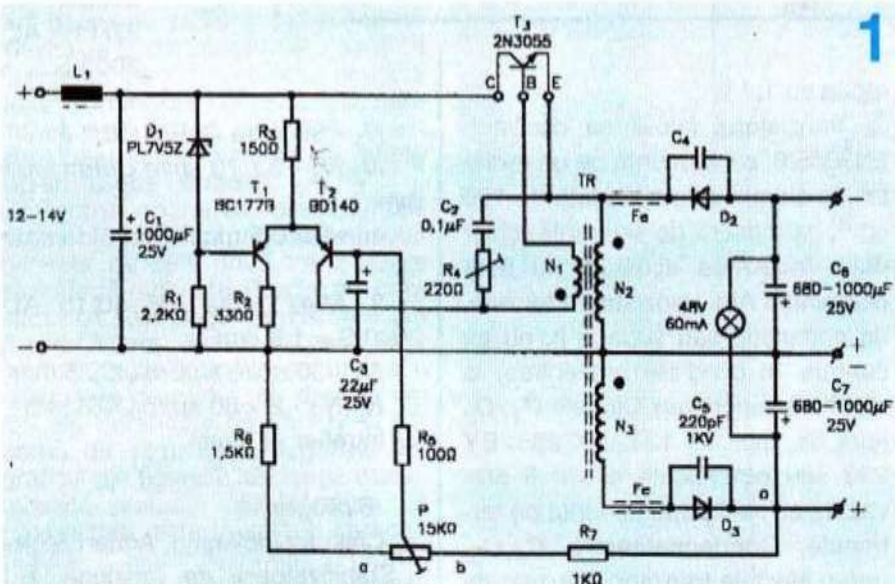 1
T3
2N3055
C B E
+
L1
D1
PL7V5Z
R3
150Ω
T1
BC177B
T2
BD140
12-14V
+
C1
1000µF
25V
R1
2,2KΩ
R2
330Ω
+
C3
22µF
25V
C2
0,1µF
R4
220Ω
N1
TR
N2
N3
Fe
C4
D2
-
48V
60mA
C6
680-1000µF
25V
+
-
+
C5
220pF
1KV
C7
680-1000µF
25V
+
Fe
D3
a
+
R6
1,5KΩ
R5
100Ω
P
15KΩ
a
b
R7
1KΩ